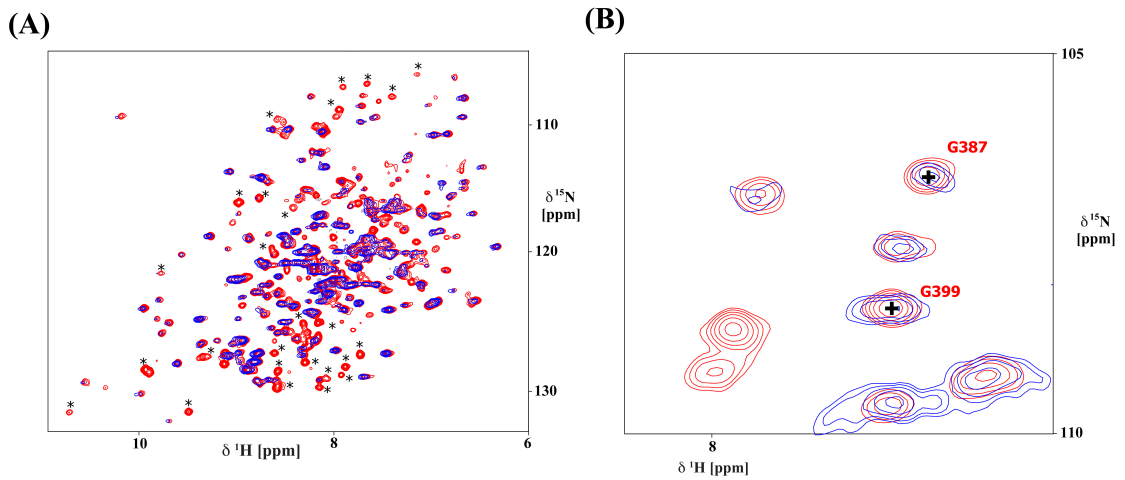 (A)
(B)
105
G387
110
δ ¹⁵N
[ppm]
δ ¹⁵N
[ppm]
120
G399
130
10
8
6
δ ¹H [ppm]
8
110
δ ¹H [ppm]